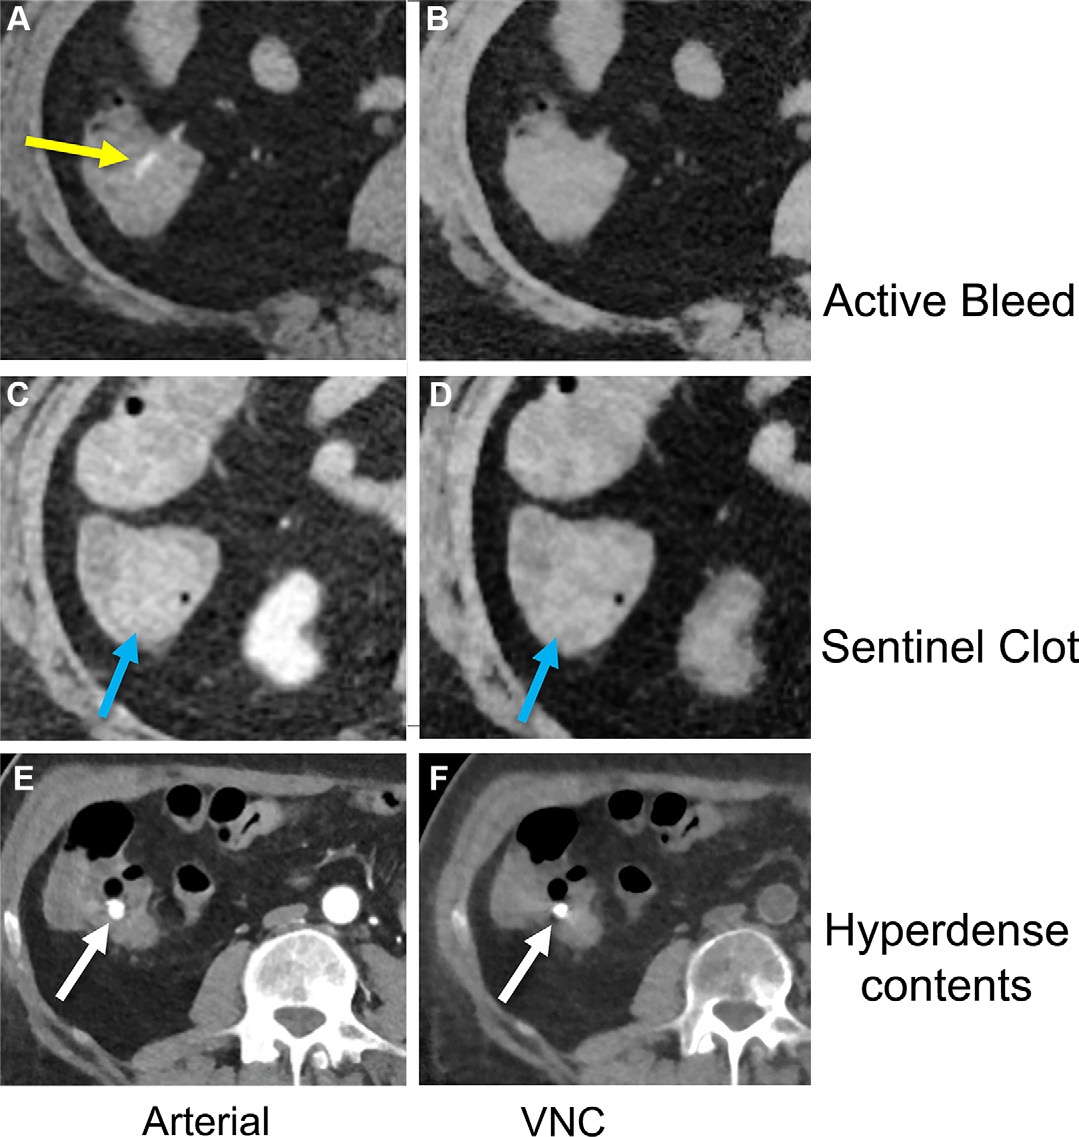 A
B
Active Bleed
C
D
Sentinel Clot
E
F
Hyperdense
contents
Arterial
VNC